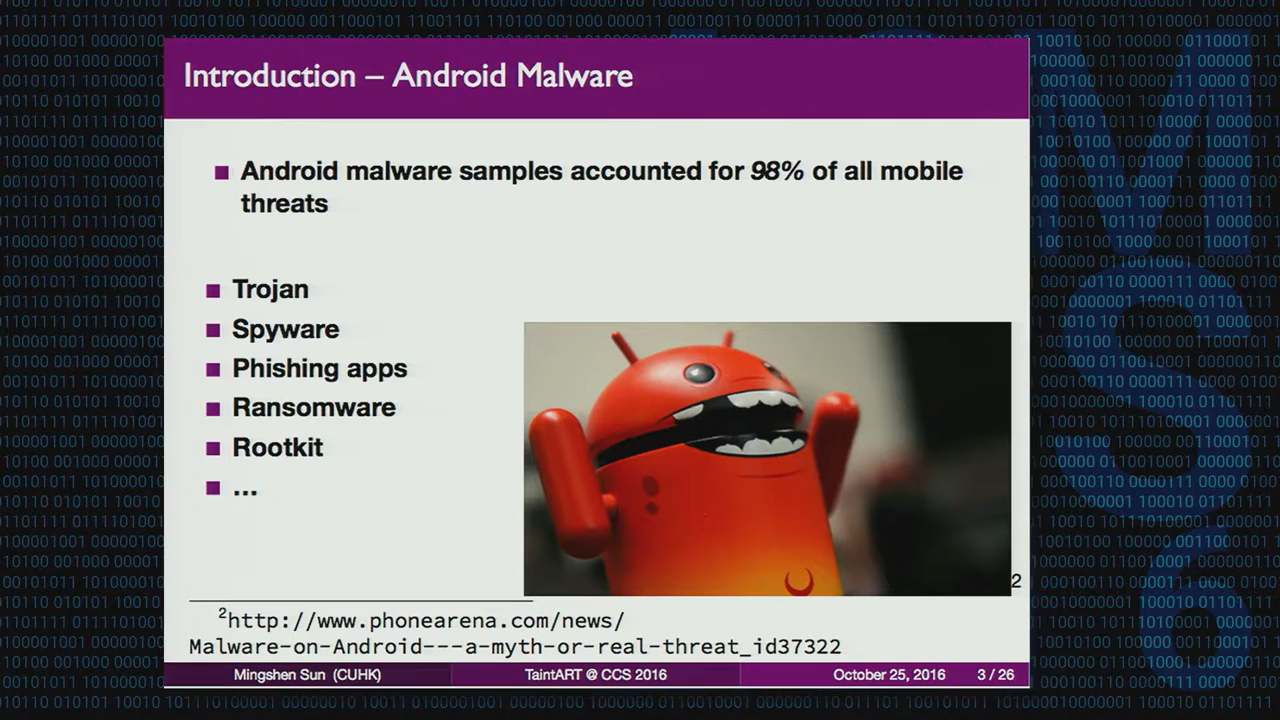 Introduction – Android Malware
Android malware samples accounted for 98% of all mobile
threats
Trojan
Spyware
Phishing apps
Ransomware
Rootkit
...
2
2http://www.phonearena.com/news/
Malware-on-Android---a-myth-or-real-threat_id37322
Mingshen Sun (CUHK) TaintART @ CCS 2016 October 25, 2016 3 / 26